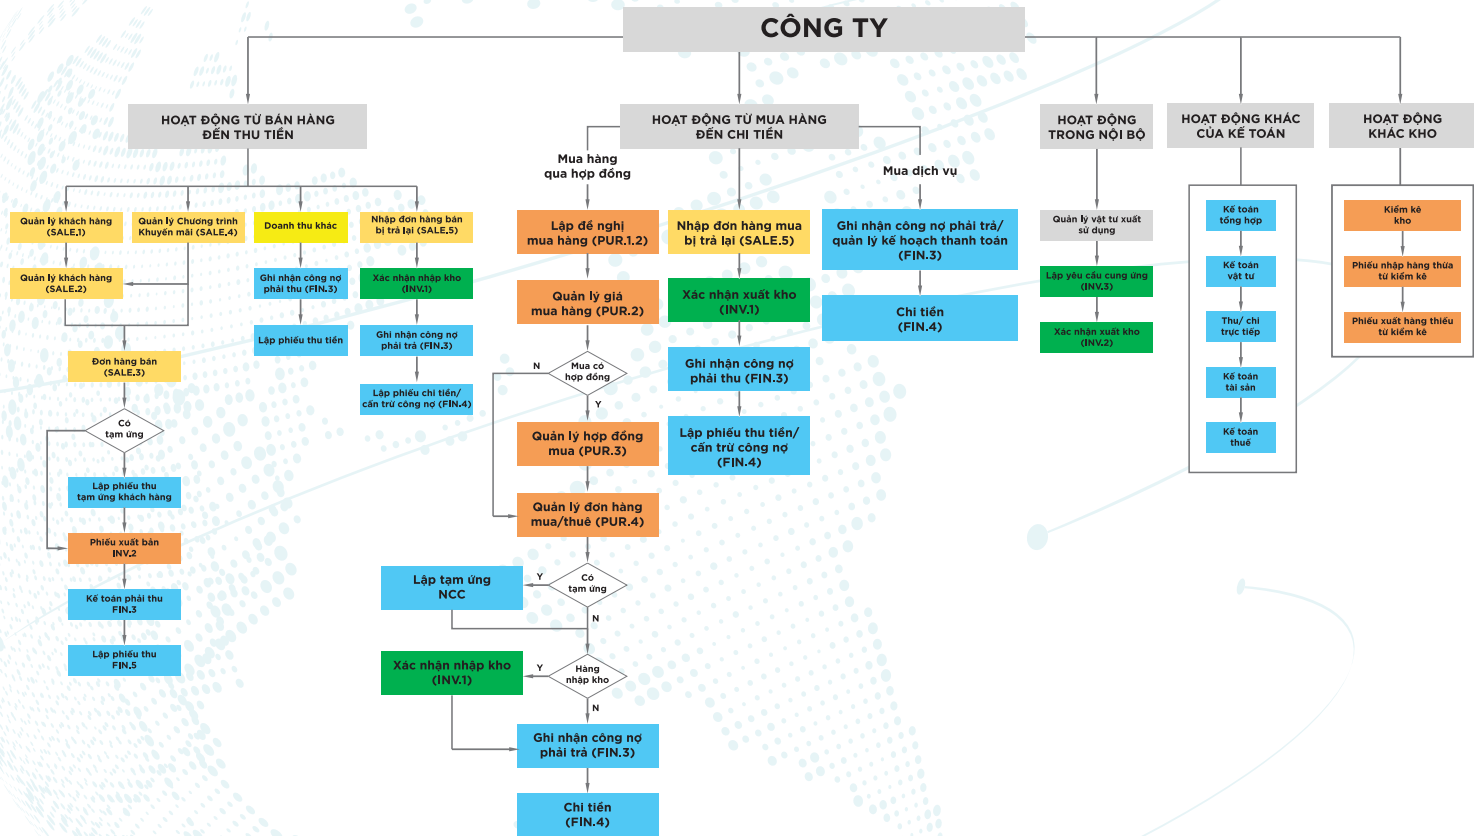 CÔNG TY
HOẠT ĐỘNG TỪ BÁN HÀNG
ĐẾN THU TIỀN
Quản lý khách hàng
(SALE.1)
Quản lý Chương trình
Khuyến mãi (SALE.4)
Doanh thu khác
Nhập đơn hàng bán
bị trả lại (SALE.5)
Quản lý khách hàng
(SALE.2)
Ghi nhận công nợ
phải thu (FIN.3)
Xác nhận nhập kho
(INV.1)
Lập phiếu thu tiền
Ghi nhận công nợ
phải trả (FIN.3)
Đơn hàng bán
(SALE.3)
Lập phiếu chi tiền/
cấn trừ công nợ (FIN.4)
Có
tạm ứng
Lập phiếu thu
tạm ứng khách hàng
Phiếu xuất bản
INV.2
Kế toán phải thu
FIN.3
Lập phiếu thu
FIN.5
HOẠT ĐỘNG TỪ MUA HÀNG
ĐẾN CHI TIỀN
Mua hàng
qua hợp đồng
Mua dịch vụ
Lập đề nghị
mua hàng (PUR.1.2)
Quản lý giá
mua hàng (PUR.2)
N
Mua có
hợp đồng
Y
Quản lý hợp đồng
mua (PUR.3)
Quản lý đơn hàng
mua/thuê (PUR.4)
Lập tạm ứng
NCC
Y
Có
tạm ứng
N
Xác nhận nhập kho
(INV.1)
Y
Hàng
nhập kho
N
Ghi nhận công nợ
phải trả (FIN.3)
Chi tiền
(FIN.4)
Nhập đơn hàng mua
bị trả lại (SALE.5)
Xác nhận xuất kho
(INV.1)
Ghi nhận công nợ
phải thu (FIN.3)
Lập phiếu thu tiền/
cấn trừ công nợ
(FIN.4)
Ghi nhận công nợ phải trả/
quản lý kế hoạch thanh toán
(FIN.3)
Chi tiền
(FIN.4)
HOẠT ĐỘNG
TRONG NỘI BỘ
Quản lý vật tư xuất
sử dụng
Lập yêu cầu cung ứng
(INV.3)
Xác nhận xuất kho
(INV.2)
HOẠT ĐỘNG KHÁC
CỦA KẾ TOÁN
Kế toán
tổng hợp
Kế toán
vật tư
Thu/ chi
trực tiếp
Kế toán
tài sản
Kế toán
thuế
HOẠT ĐỘNG
KHÁC KHO
Kiểm kê
kho
Phiếu nhập hàng thừa
từ kiểm kê
Phiếu xuất hàng thiếu
từ kiểm kê